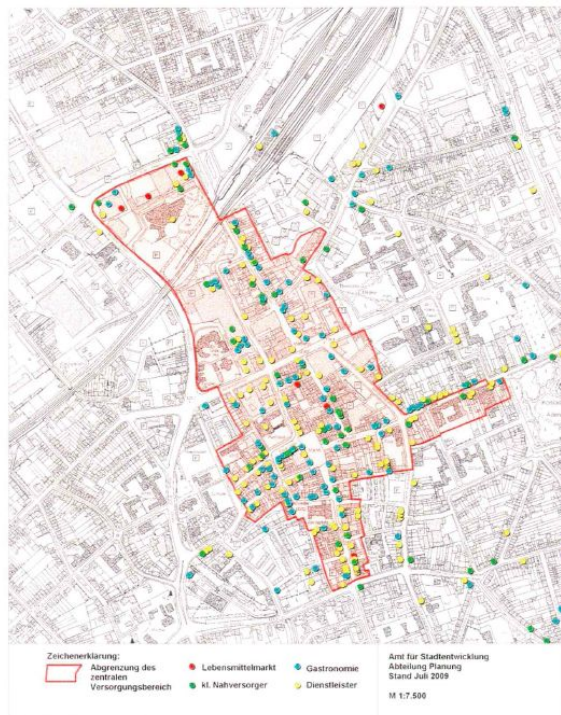 Zeichenerklärung:
Abgrenzung des
zentralen
Versorgungsbereich
Lebensmittelmarkt
kl. Nahversorger
Gastronomie
Dienstleister
Amt für Stadtentwicklung
Abteilung Planung
Stand Juli 2009
M 1:7.500